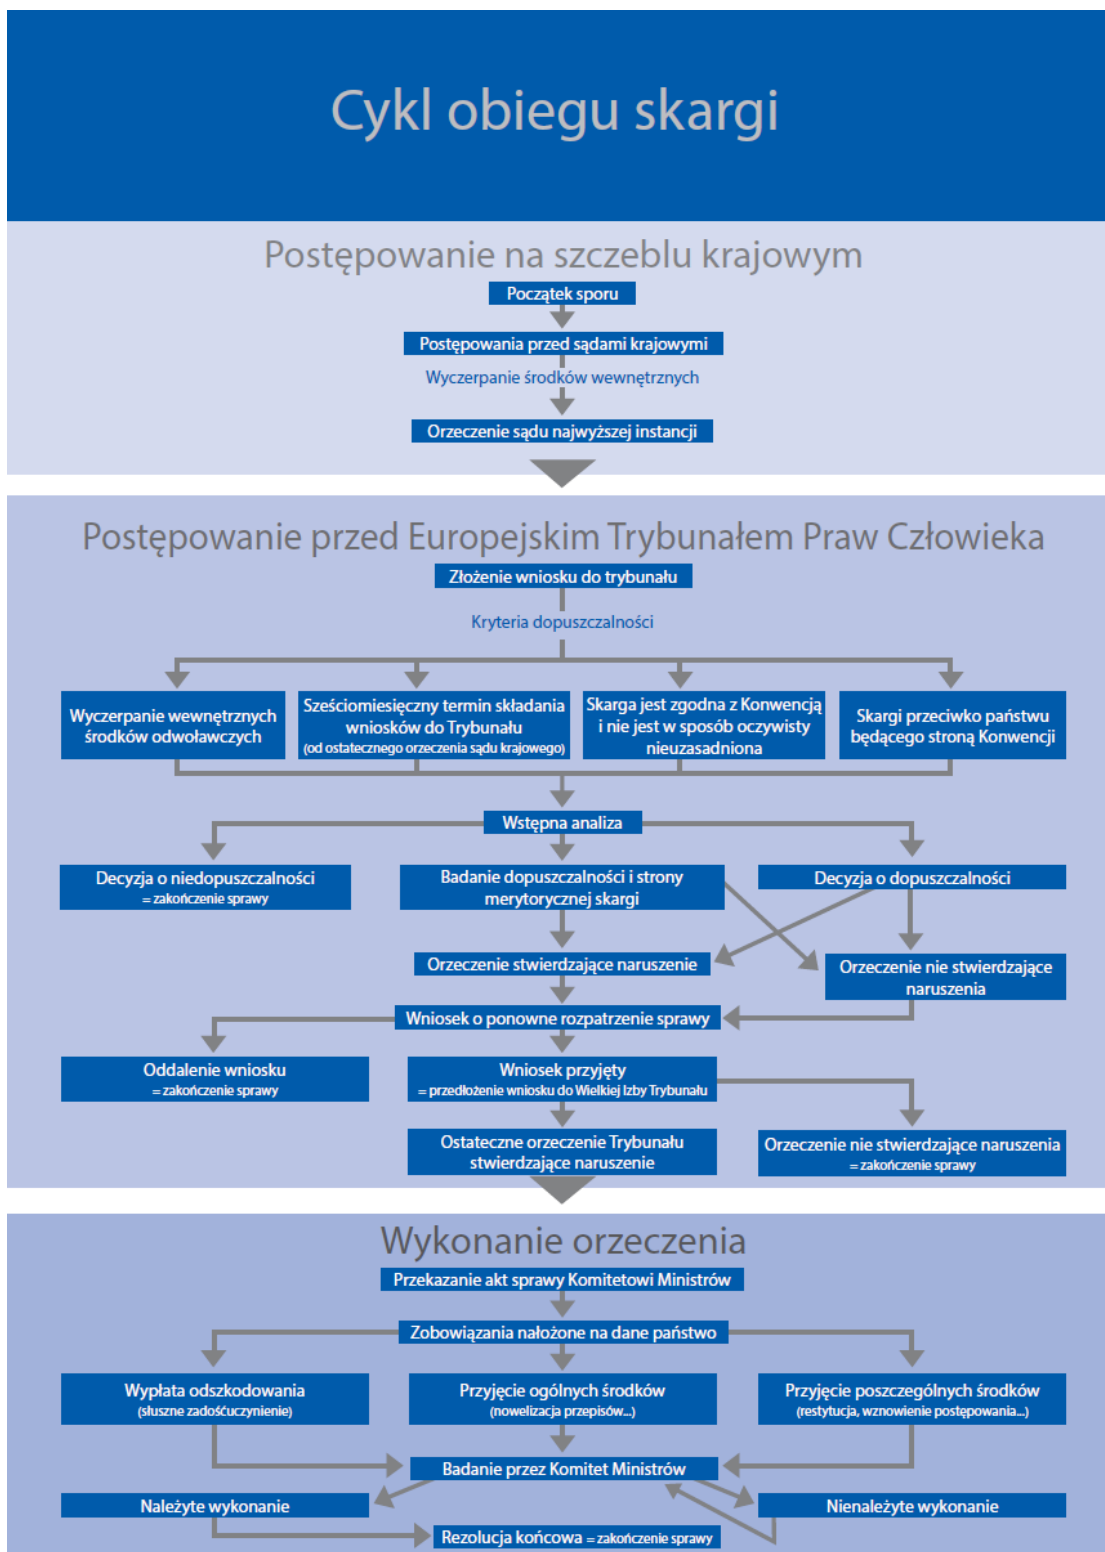 Cykl obiegu skargi
Postępowanie na szczeblu krajowym
Początek sporu
Postępowania przed sądami krajowymi
Wyczerpanie środków wewnętrznych
Orzeczenie sądu najwyższej instancji
Postępowanie przed Europejskim Trybunałem Praw Człowieka
Złożenie wniosku do trybunału
Kryteria dopuszczalności
Wyczerpanie wewnętrznych
środków odwoławczych
Sześciomiesięczny termin składania
wniosków do Trybunału
(od ostatecznego orzeczenia sądu krajowego)
Skarga jest zgodna z Konwencją
i nie jest w sposób oczywisty
nieuzasadniona
Skargi przeciwko państwu
będącego stroną Konwencji
Wstępna analiza
Decyzja o niedopuszczalności
= zakończenie sprawy
Badanie dopuszczalności i strony
merytorycznej skargi
Decyzja o dopuszczalności
Orzeczenie stwierdzające naruszenie
Orzeczenie nie stwierdzające
naruszenia
Wniosek o ponowne rozpatrzenie sprawy
Oddalenie wniosku
= zakończenie sprawy
Wniosek przyjęty
= przedłożenie wniosku do Wielkiej Izby Trybunału
Ostateczne orzeczenie Trybunału
stwierdzające naruszenie
Orzeczenie nie stwierdzające naruszenia
= zakończenie sprawy
Wykonanie orzeczenia
Przekazanie akt sprawy Komitetowi Ministrów
Zobowiązania nałożone na dane państwo
Wypłata odszkodowania
(słuszne zadośćuczynienie)
Przyjęcie ogólnych środków
(nowelizacja przepisów...)
Przyjęcie poszczególnych środków
(restytucja, wznowienie postępowania...)
Badanie przez Komitet Ministrów
Należyte wykonanie
Nienależyte wykonanie
Rezolucja końcowa = zakończenie sprawy